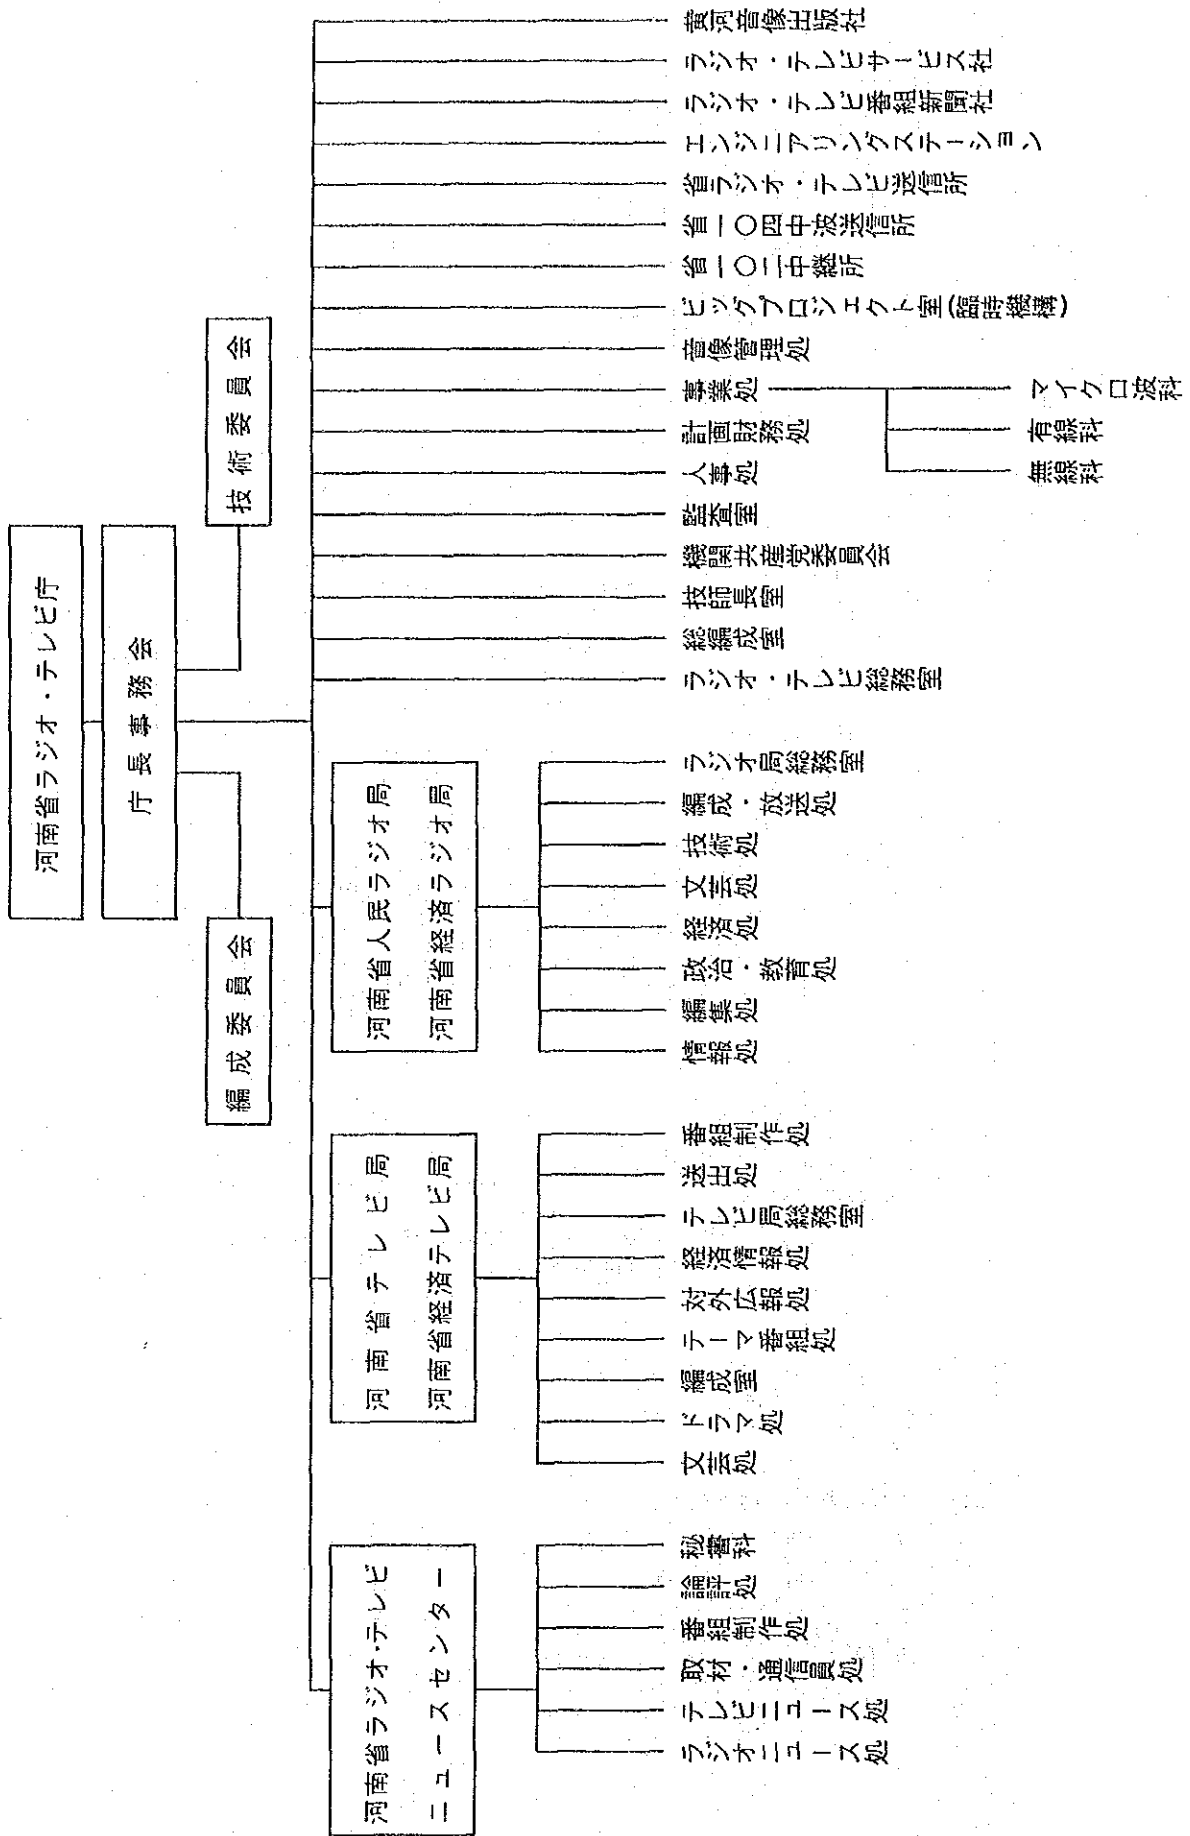 河南省ラジオ・テレビ庁
庁長事務会
編成委員会
技術委員会
河南省ラジオ・テレビ
ニュースセンター
河南省テレビ局
河南省経済テレビ局
河南省人民ラジオ局
河南省経済ラジオ局
ラジオニュース処
テレビニュース処
取材・通信員処
番組制作処
論評処
秘書科
文芸処
ドラマ処
編成室
テーマ番組処
対外広報処
経済情報処
テレビ局総務室
送出処
番組制作処
情報処
編集処
政治・教育処
経済処
文芸処
技術処
編成・放送処
ラジオ局総務室
ラジオ・テレビ総務室
総編成室
技師長室
機関共産党委員会
監査室
人事処
計画財務処
事業処
無線科
有線科
マイクロ波科
音像管理処
ビッグプロジェクト室(臨時機構)
省一〇二中継所
省一〇四中波送信所
省ラジオ・テレビ送信所
エンジニアリングステーション
ラジオ・テレビ番組新聞社
ラジオ・テレビサービス社
黄河音像出版社